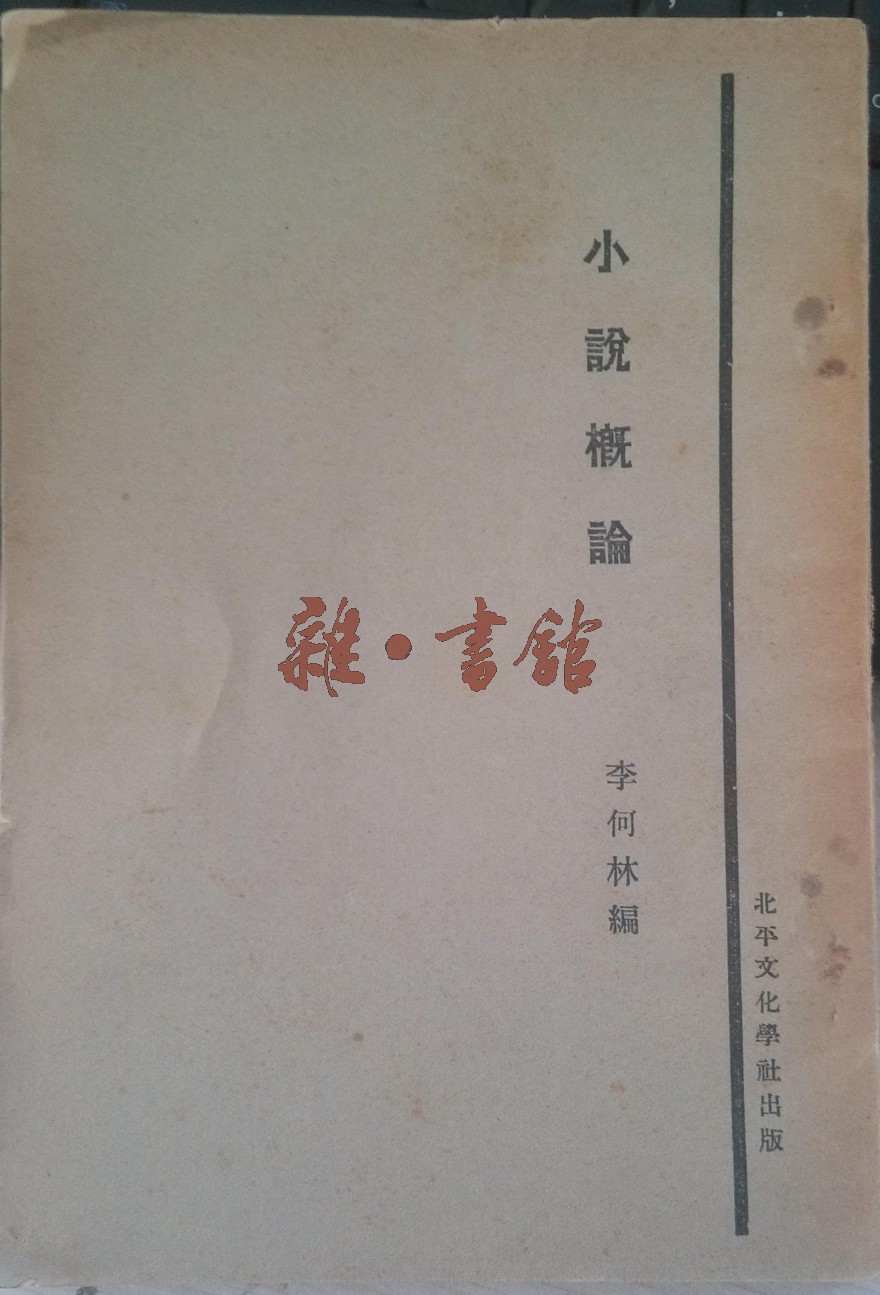 小說概論
李何林編
北平文化學社出版
雜·書館